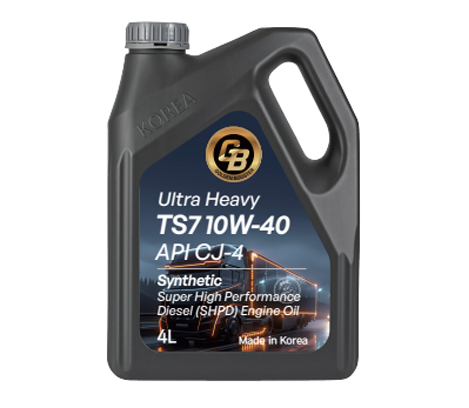 KOREA
GB
GOLDEN BOOSTER
Ultra Heavy
TS7 10W-40
API CJ-4
Synthetic
Super High Performance
Diesel (SHPD) Engine Oil
4L
Made in Korea